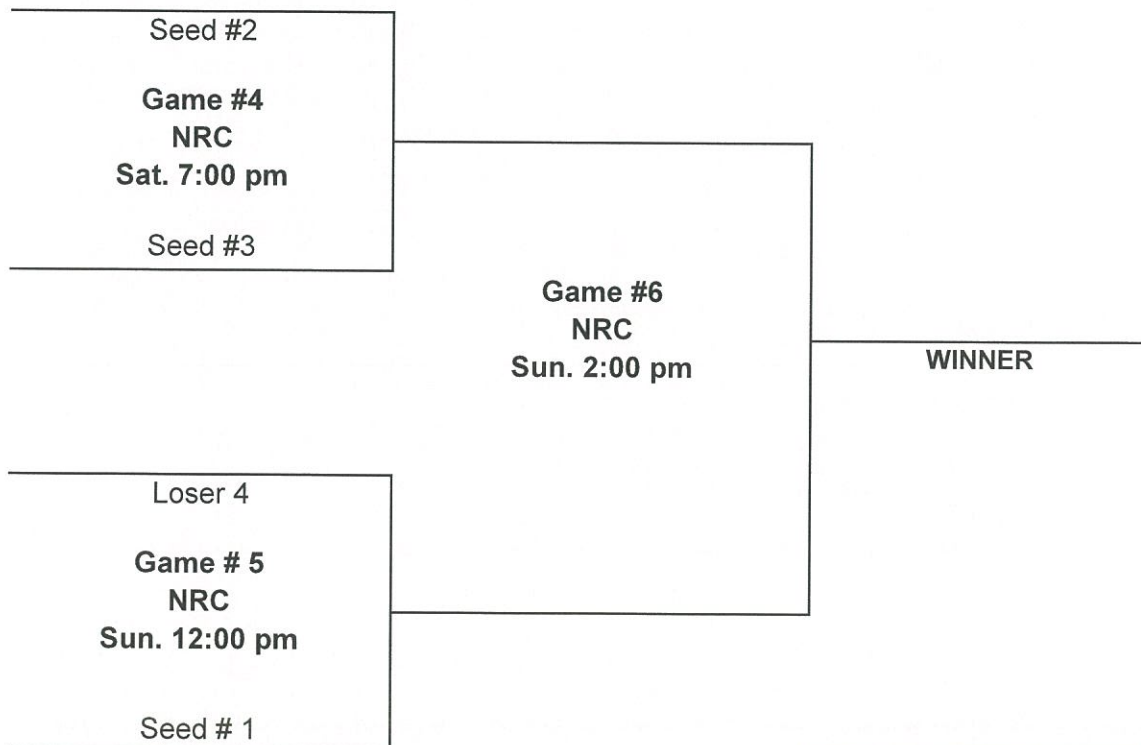 Seed #2
Game #4
NRC
Sat. 7:00 pm
Seed #3
Game #6
NRC
Sun. 2:00 pm
WINNER
Loser 4
Game # 5
NRC
Sun. 12:00 pm
Seed # 1